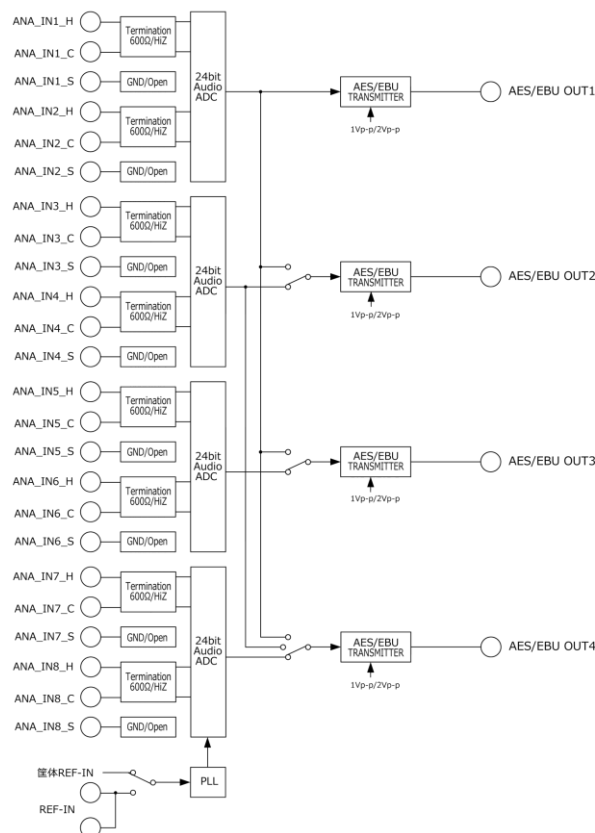 ANA_IN1_H
Termination
600Ω/HiZ
ANA_IN1_C
ANA_IN1_S
GND/Open
ANA_IN2_H
Termination
600Ω/HiZ
ANA_IN2_C
ANA_IN2_S
GND/Open
24bit
Audio
ADC
AES/EBU
TRANSMITTER
1Vp-p/2Vp-p
AES/EBU OUT1
ANA_IN3_H
Termination
600Ω/HiZ
ANA_IN3_C
ANA_IN3_S
GND/Open
ANA_IN4_H
Termination
600Ω/HiZ
ANA_IN4_C
ANA_IN4_S
GND/Open
24bit
Audio
ADC
AES/EBU
TRANSMITTER
1Vp-p/2Vp-p
AES/EBU OUT2
ANA_IN5_H
Termination
600Ω/HiZ
ANA_IN5_C
ANA_IN5_S
GND/Open
ANA_IN6_H
Termination
600Ω/HiZ
ANA_IN6_C
ANA_IN6_S
GND/Open
24bit
Audio
ADC
AES/EBU
TRANSMITTER
1Vp-p/2Vp-p
AES/EBU OUT3
ANA_IN7_H
Termination
600Ω/HiZ
ANA_IN7_C
ANA_IN7_S
GND/Open
ANA_IN8_H
Termination
600Ω/HiZ
ANA_IN8_C
ANA_IN8_S
GND/Open
24bit
Audio
ADC
AES/EBU
TRANSMITTER
1Vp-p/2Vp-p
AES/EBU OUT4
筐体REF-IN
PLL
REF-IN